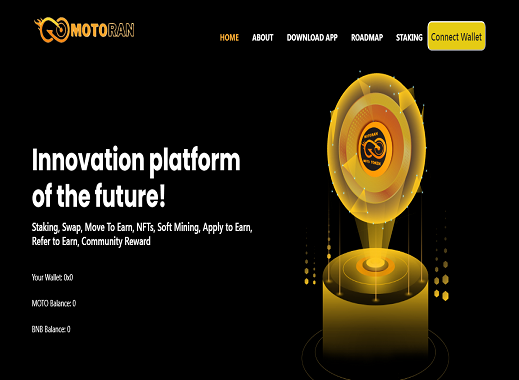 MOTORAN
HOME ABOUT DOWNLOAD APP ROADMAP STAKING Connect Wallet
Innovation platform
of the future!
Staking, Swap, Move To Earn, NFTs, Soft Mining, Apply to Earn,
Refer to Earn, Community Reward
Your Wallet: 0x0
MOTO Balance: 0
BNB Balance: 0
MOTORAN